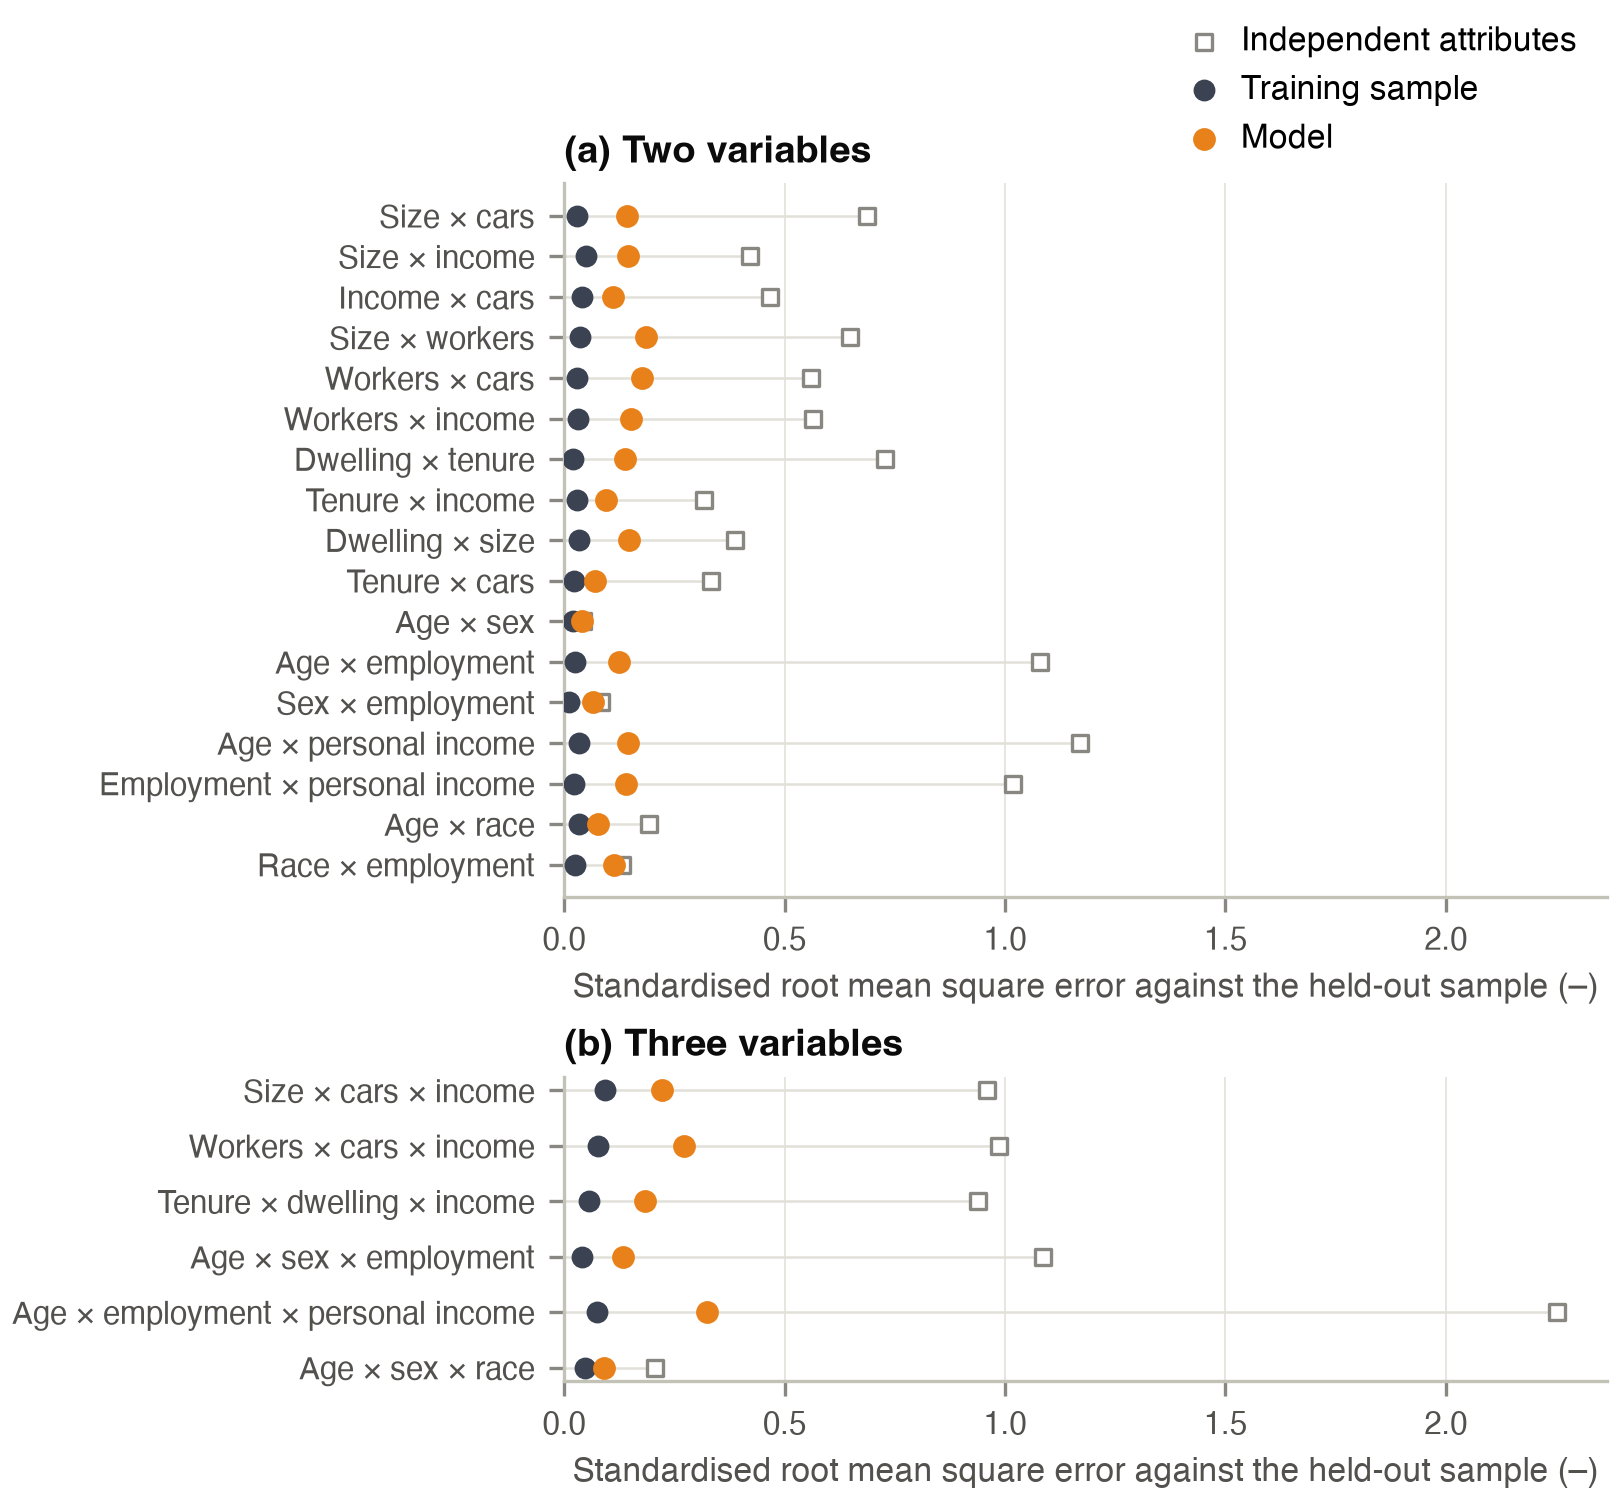 Independent attributes
Training sample
Model
(a) Two variables
Size × cars
Size × income
Income × cars
Size × workers
Workers × cars
Workers × income
Dwelling × tenure
Tenure × income
Dwelling × size
Tenure × cars
Age × sex
Age × employment
Sex × employment
Age × personal income
Employment × personal income
Age × race
Race × employment
0.0 0.5 1.0 1.5 2.0
Standardised root mean square error against the held-out sample (–)
(b) Three variables
Size × cars × income
Workers × cars × income
Tenure × dwelling × income
Age × sex × employment
Age × employment × personal income
Age × sex × race
0.0 0.5 1.0 1.5 2.0
Standardised root mean square error against the held-out sample (–)